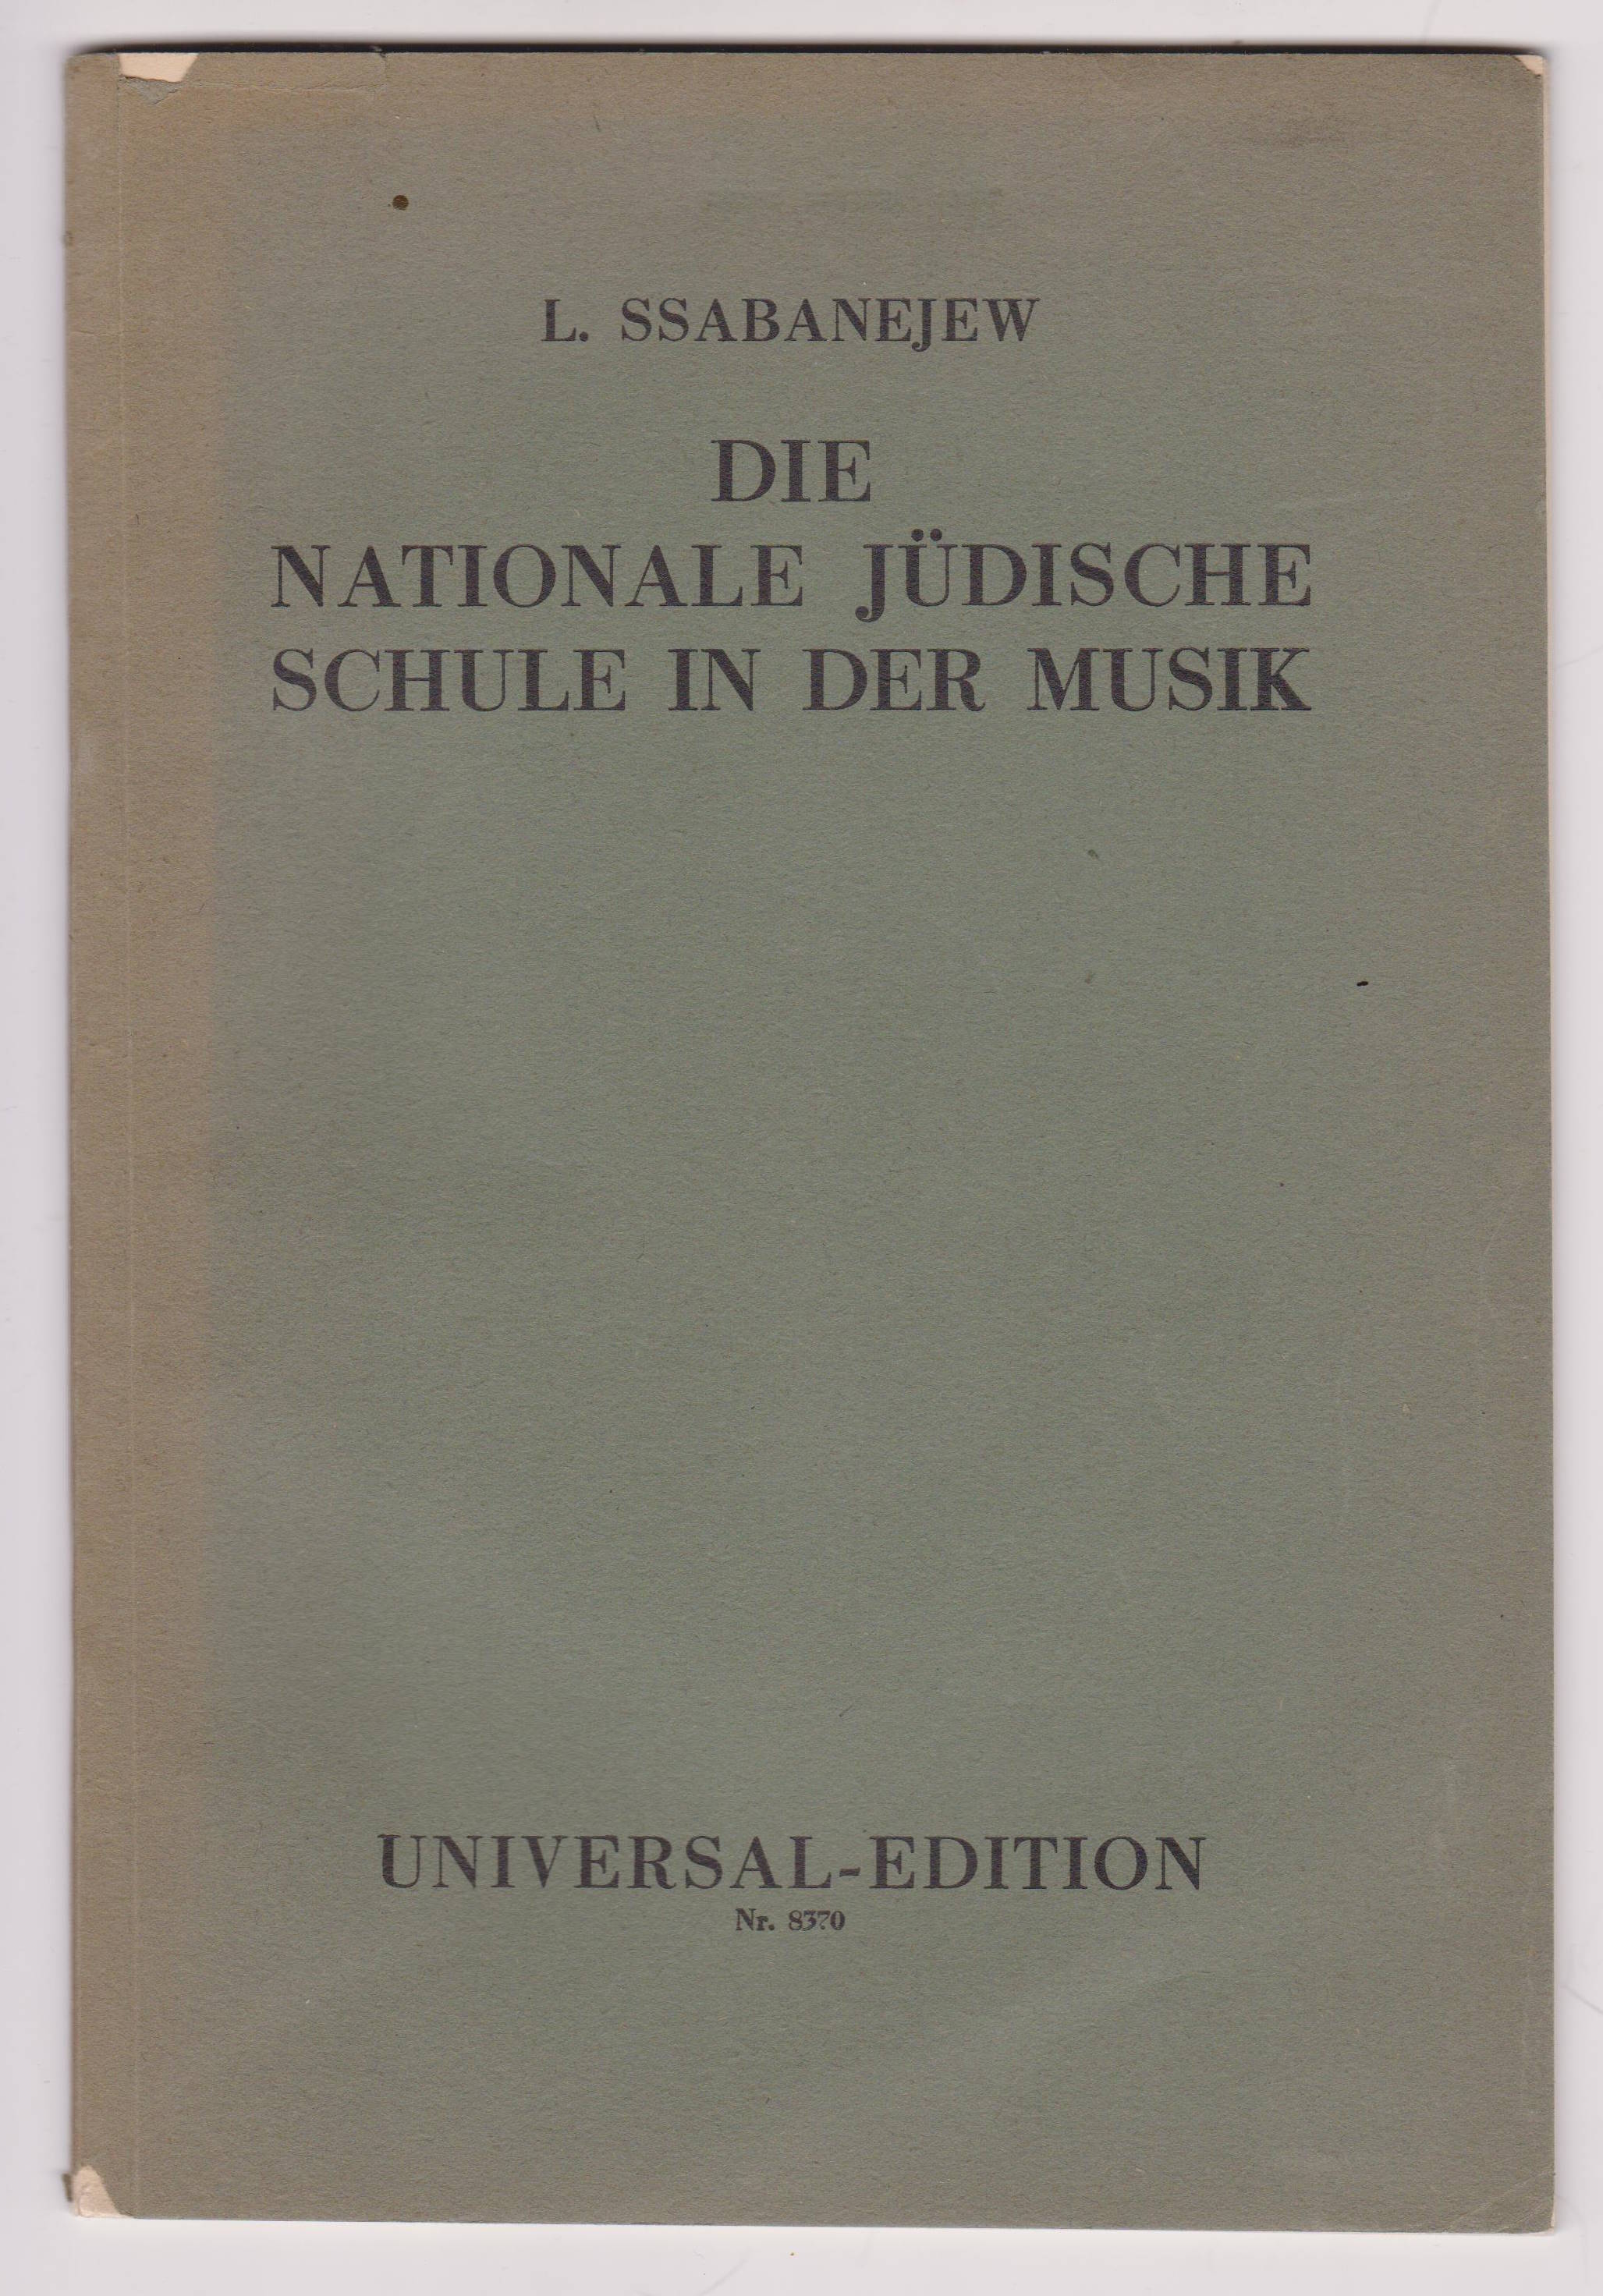 L. SSABANEJEW
DIE
NATIONALE JÜDISCHE
SCHULE IN DER MUSIK
UNIVERSAL-EDITION
Nr. 8370